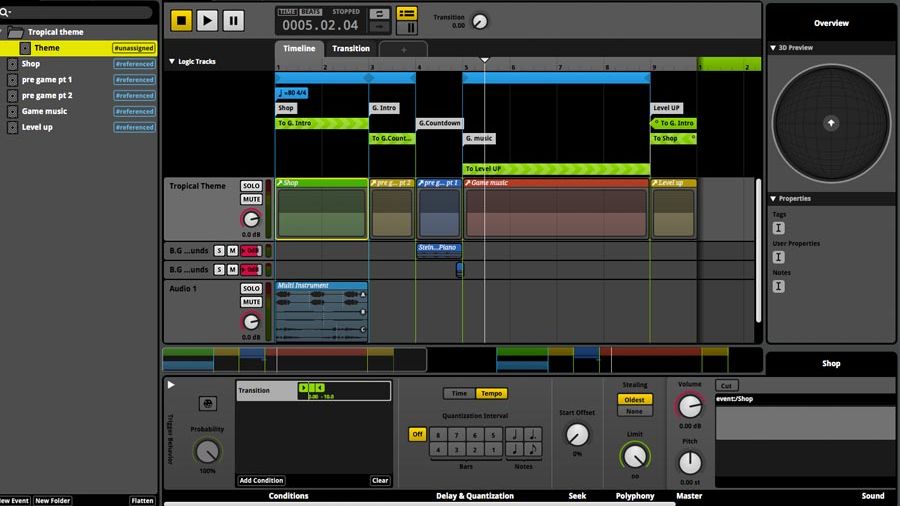 TIME BEATS STOPPED
0005.02.04
Transition
0.00
Tropical theme
Theme #unassigned
Shop #referenced
pre game pt 1 #referenced
pre game pt 2 #referenced
Game music #referenced
Level up #referenced
Timeline Transition +
Logic Tracks
1 2 3 4 5 6 7 8 9 1 2
♩=80 4/4
Shop G. Intro Level UP
To G. Intro G.Countdown To G. Intro
To G.Count... G. music To Shop
To Level UP
Tropical Theme SOLO
MUTE
0.0 dB
Shop pre g... pt 2 pre g... pt 1 Game music Level up
B.G ...unds S M 0dB Stein...Piano
B.G ...unds S M 0dB
Audio 1 SOLO
MUTE
0.0 dB
Multi Instrument
A
B
C
Overview
3D Preview
Properties
Tags
User Properties
Notes
Shop
Trigger Behavior
Probability
100%
Transition
0.00 - 10.0
Add Condition Clear
Conditions
Time Tempo
Quantization Interval
Off 8 7 6 5
4 3 2 1
Bars Notes
Delay & Quantization
Start Offset
0%
Seek
Stealing
Oldest
None
Limit
∞
Polyphony
Volume
0.00 dB
Pitch
0.00 st
Master
Cut
event:/Shop
Sound
New Event New Folder Flatten